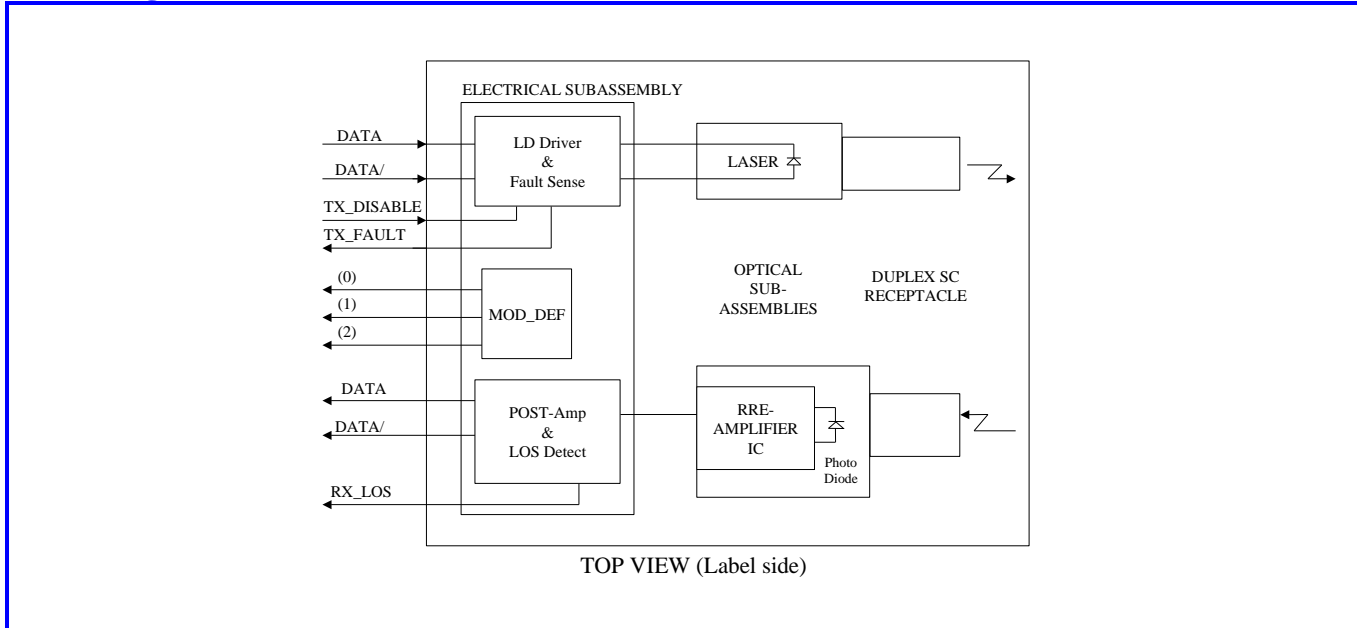 ELECTRICAL SUBASSEMBLY
DATA
DATA/
TX_DISABLE
TX_FAULT
LD Driver
&
Fault Sense
LASER
(0)
(1)
(2)
MOD_DEF
OPTICAL
SUB-
ASSEMBLIES
DUPLEX SC
RECEPTACLE
DATA
DATA/
RX_LOS
POST-Amp
&
LOS Detect
RRE-
AMPLIFIER
IC
Photo
Diode
TOP VIEW (Label side)